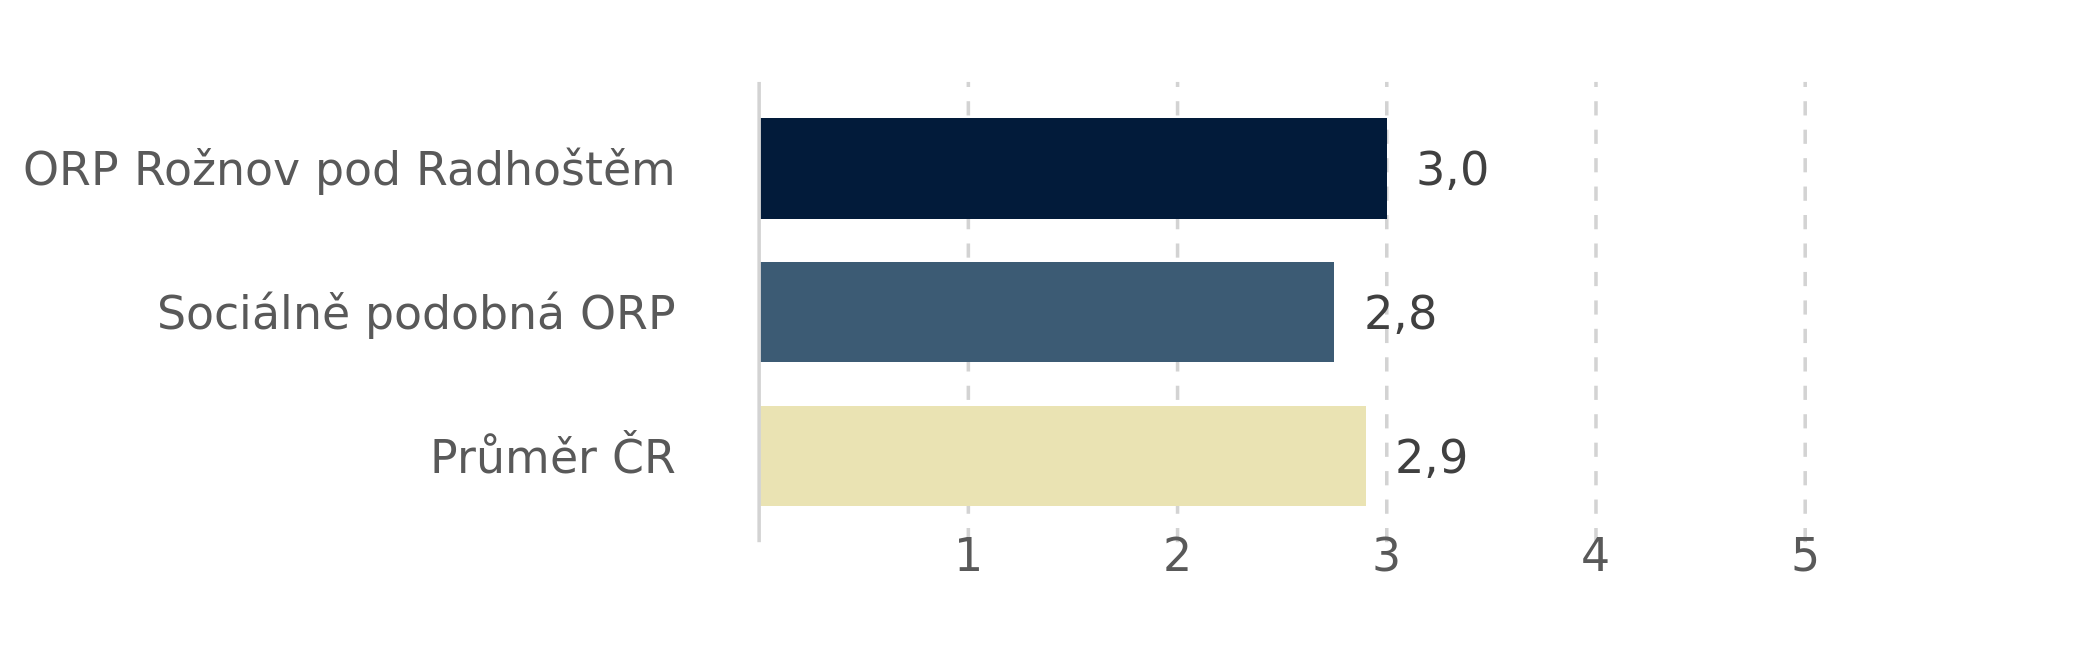 ORP Rožnov pod Radhoštěm 3,0
Sociálně podobná ORP 2,8
Průměr ČR 2,9
1 2 3 4 5